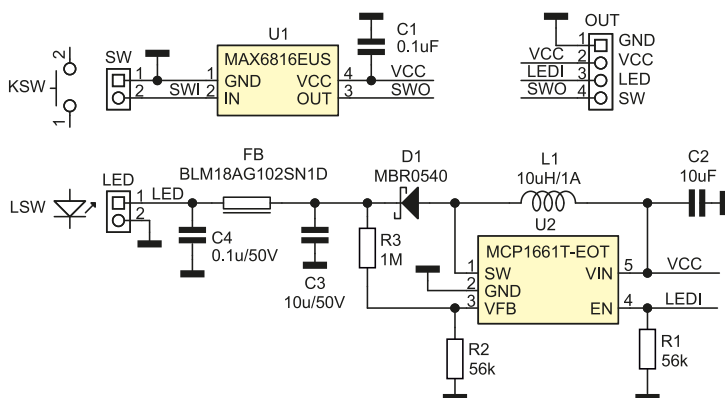 U1
C1
0.1uF
OUT
2
KSW
1
SW
1
2
SWI
MAX6816EUS
1 GND VCC 4 VCC
2 IN OUT 3 SWO
1 GND
VCC 2 VCC
LEDI 3 LED
SWO 4 SW
FB
BLM18AG102SN1D
D1
MBR0540
L1
10uH/1A
C2
10uF
LSW
LED
1
2
LED
C4
0.1u/50V
C3
10u/50V
R3
1M
U2
MCP1661T-EOT
1 SW VIN 5 VCC
2 GND
3 VFB EN 4 LEDI
R2
56k
R1
56k